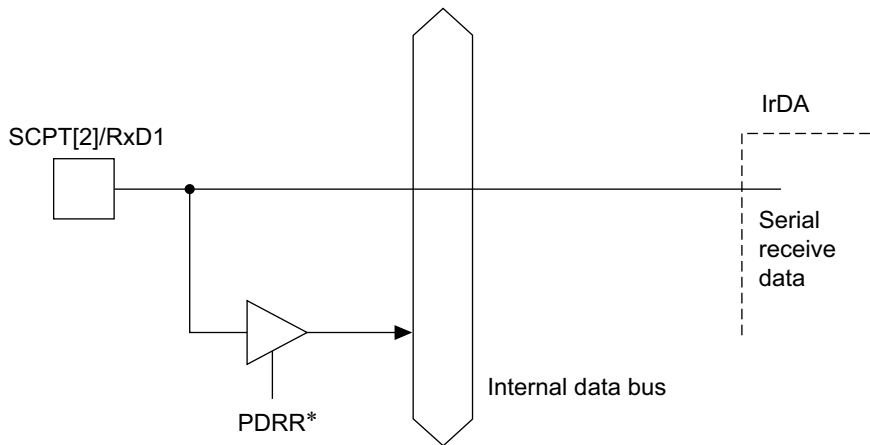 IrDA
SCPT[2]/RxD1
Serial
receive
data
Internal data bus
PDRR*